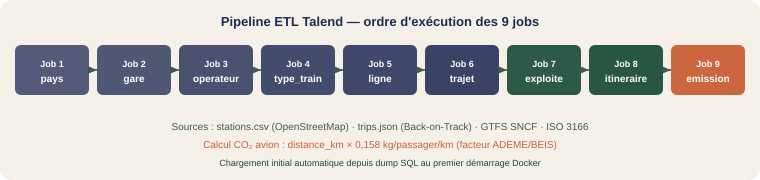 Pipeline ETL Talend — ordre d'exécution des 9 jobs
Job 1
pays
Job 2
gare
Job 3
operateur
Job 4
type_train
Job 5
ligne
Job 6
trajet
Job 7
exploite
Job 8
itineraire
Job 9
emission
Sources : stations.csv (OpenStreetMap) · trips.json (Back-on-Track) · GTFS SNCF · ISO 3166
Calcul CO₂ avion : distance_km × 0,158 kg/passager/km (facteur ADEME/BEIS)
Chargement initial automatique depuis dump SQL au premier démarrage Docker